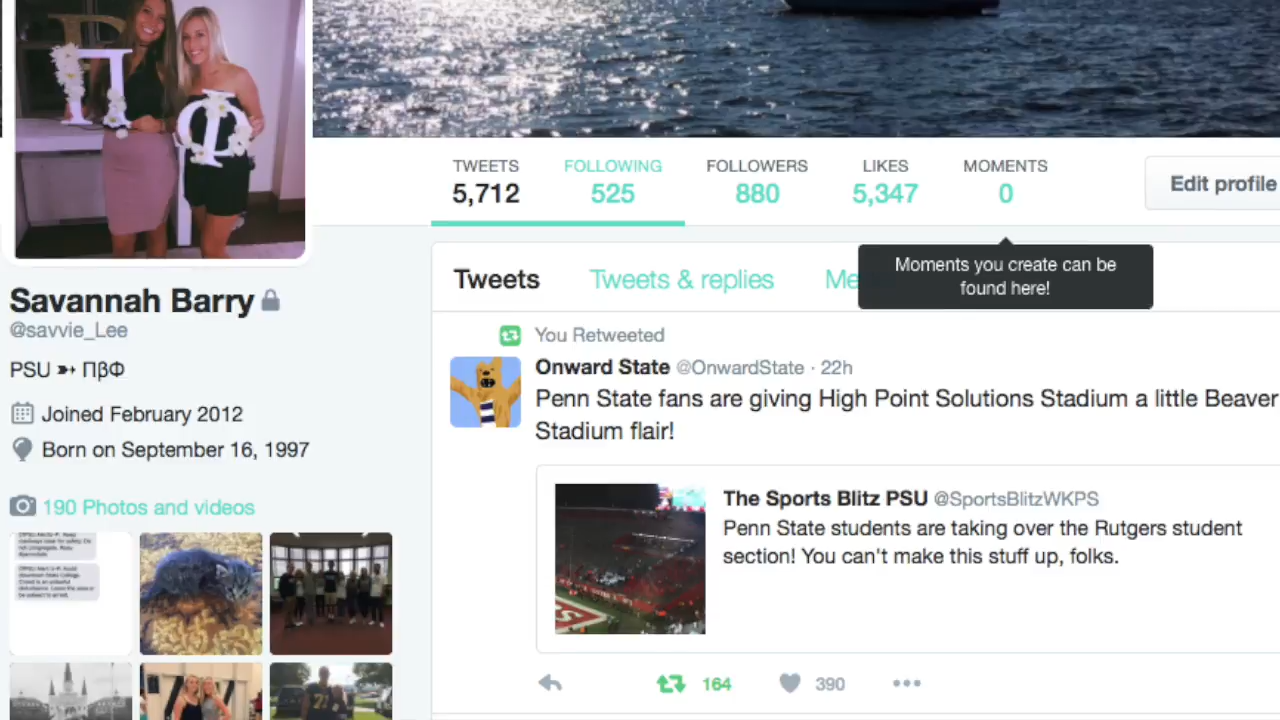 ΠΦ
TWEETS FOLLOWING FOLLOWERS LIKES MOMENTS
5,712 525 880 5,347 0
Edit profile
Moments you create can be
found here!
Savannah Barry
@savvie_Lee
PSU ➳ ΠβΦ
Joined February 2012
Born on September 16, 1997
190 Photos and videos
Tweets Tweets & replies
You Retweeted
Onward State @OnwardState · 22h
Penn State fans are giving High Point Solutions Stadium a little Beaver
Stadium flair!
The Sports Blitz PSU @SportsBlitzWKPS
Penn State students are taking over the Rutgers student
section! You can't make this stuff up, folks.
164 390
71